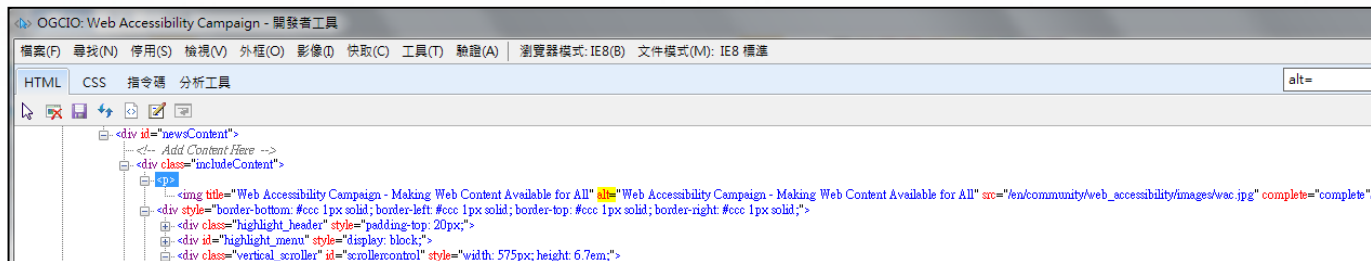 OGCIO: Web Accessibility Campaign - 開發者工具
檔案(F) 尋找(N) 停用(S) 檢視(V) 外框(O) 影像(I) 快取(C) 工具(T) 驗證(A) 瀏覽器模式: IE8(B) 文件模式(M): IE8 標準
HTML CSS 指令碼 分析工具 alt=
<div id="newsContent">
<!-- Add Content Here -->
<div class="includeContent">
<p>
<img title="Web Accessibility Campaign - Making Web Content Available for All" alt="Web Accessibility Campaign - Making Web Content Available for All" src="/en/community/web_accessibility/images/wac.jpg" complete="complete"
<div style="border-bottom: #ccc 1px solid; border-left: #ccc 1px solid; border-top: #ccc 1px solid; border-right: #ccc 1px solid;">
<div class="highlight_header" style="padding-top: 20px;">
<div id="highlight_menu" style="display: block;">
<div class="vertical_scroller" id="scrollercontrol" style="width: 575px; height: 6.7em;">